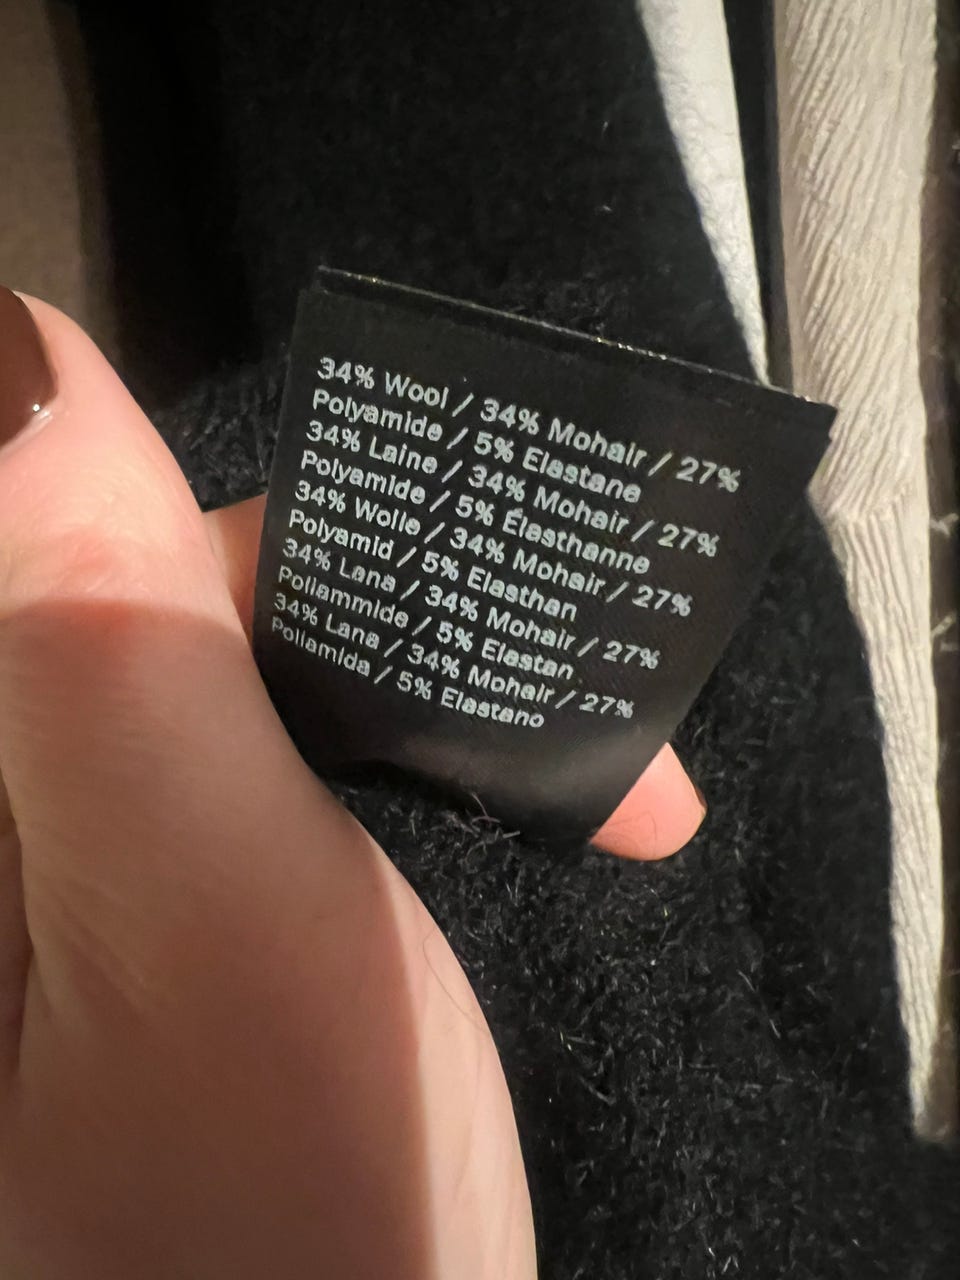 34% Wool / 34% Mohair / 27%
Polyamide / 5% Elastane
34% Laine / 34% Mohair / 27%
Polyamide / 5% Élasthanne
34% Wolle / 34% Mohair / 27%
Polyamid / 5% Elasthan
34% Lana / 34% Mohair / 27%
Poliammide / 5% Elastan
34% Lana / 34% Mohair / 27%
Poliamida / 5% Elastano